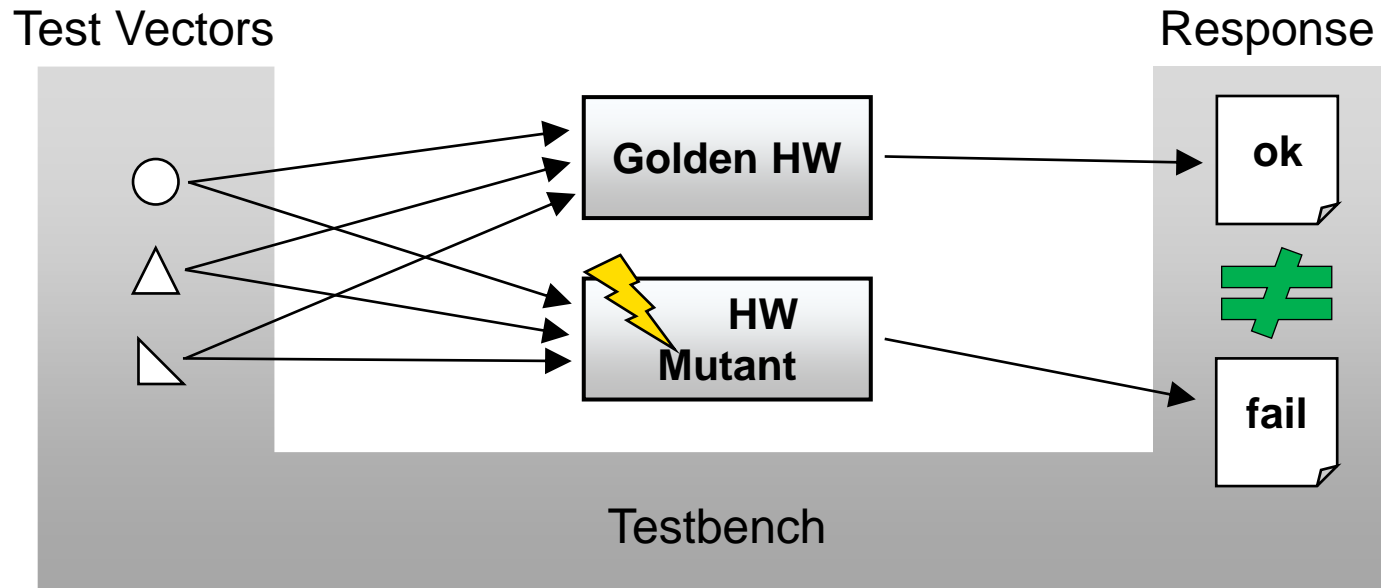 Test Vectors
Response
Golden HW
ok
HW
Mutant
fail
Testbench